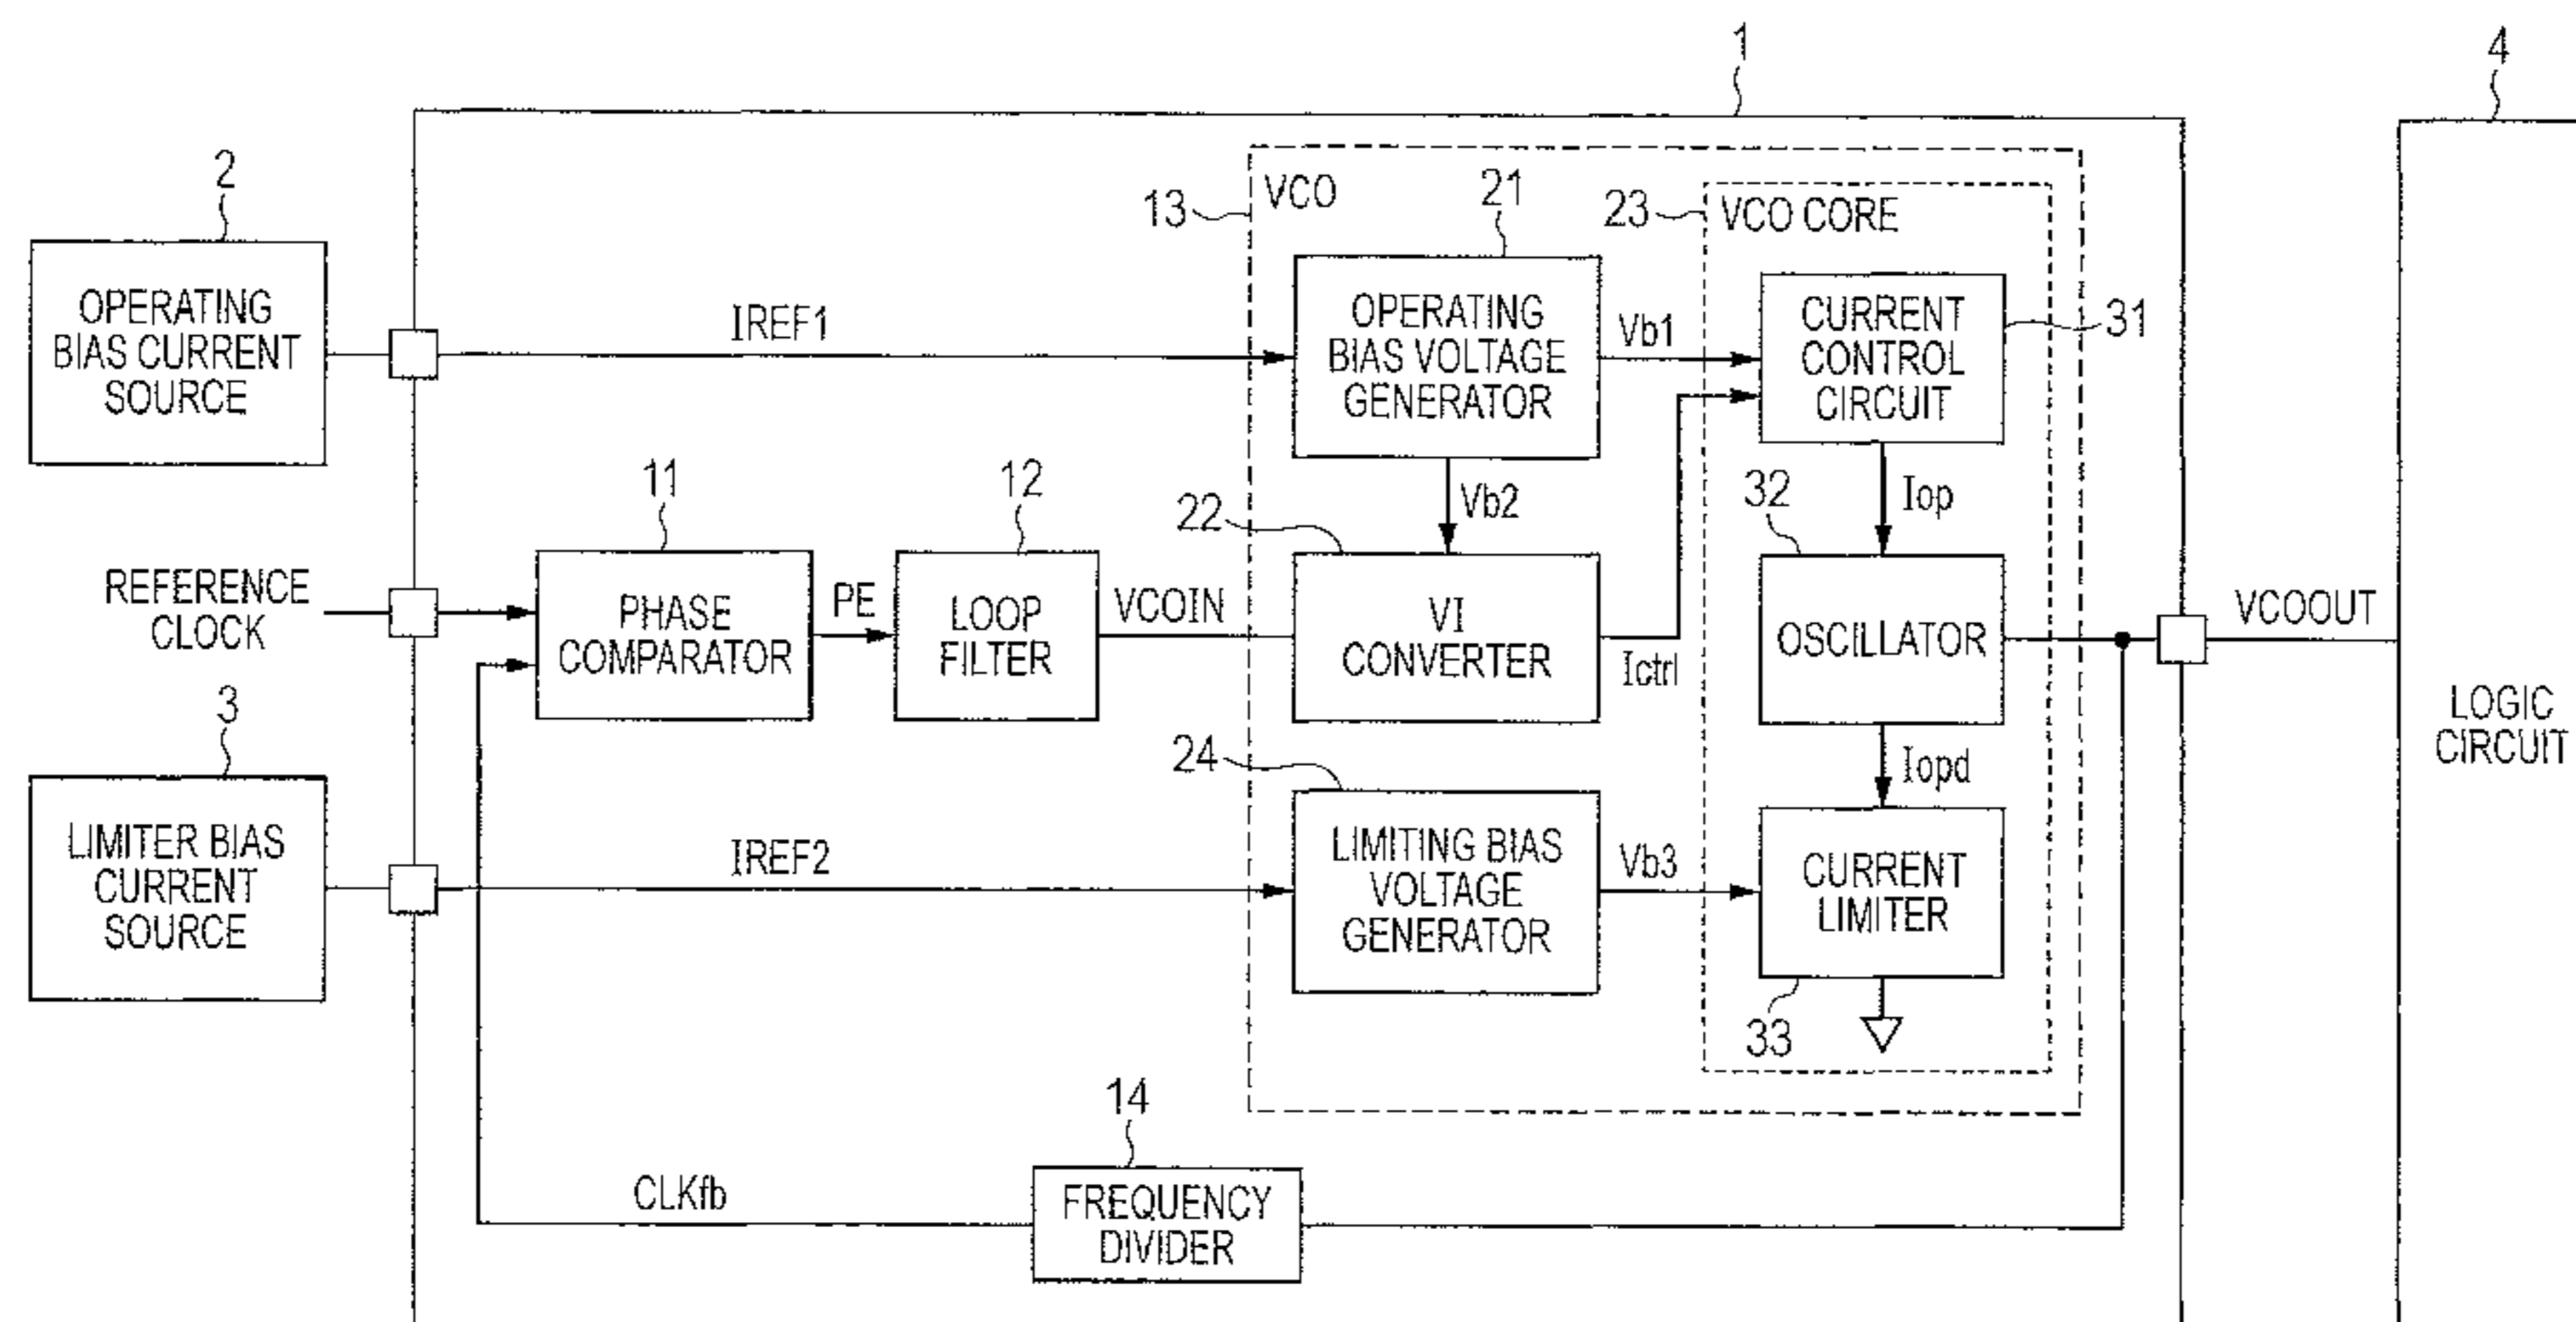 1
4
2
OPERATING
BIAS CURRENT
SOURCE
IREF1
13
VCO
21
OPERATING
BIAS VOLTAGE
GENERATOR
Vb1
23
VCO CORE
CURRENT
CONTROL
CIRCUIT
31
Vb2
Iop
REFERENCE
CLOCK
11
PHASE
COMPARATOR
PE
12
LOOP
FILTER
VCOIN
22
VI
CONVERTER
Ictrl
32
OSCILLATOR
VCOOUT
LOGIC
CIRCUIT
3
LIMITER BIAS
CURRENT
SOURCE
IREF2
24
LIMITING BIAS
VOLTAGE
GENERATOR
Vb3
Iopd
CURRENT
LIMITER
33
14
FREQUENCY
DIVIDER
CLKfb